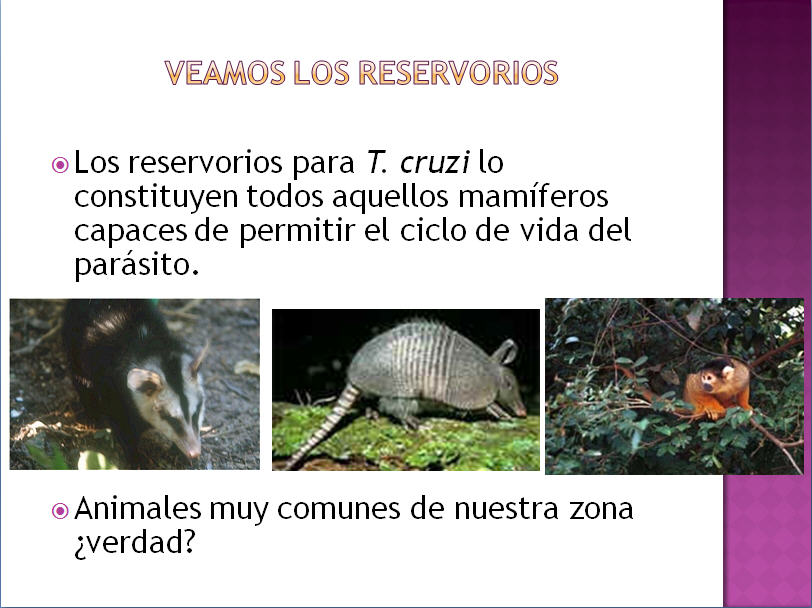 VEAMOS LOS RESERVORIOS
Los reservorios para T. cruzi lo
constituyen todos aquellos mamíferos
capaces de permitir el ciclo de vida del
parásito.
Animales muy comunes de nuestra zona
¿verdad?